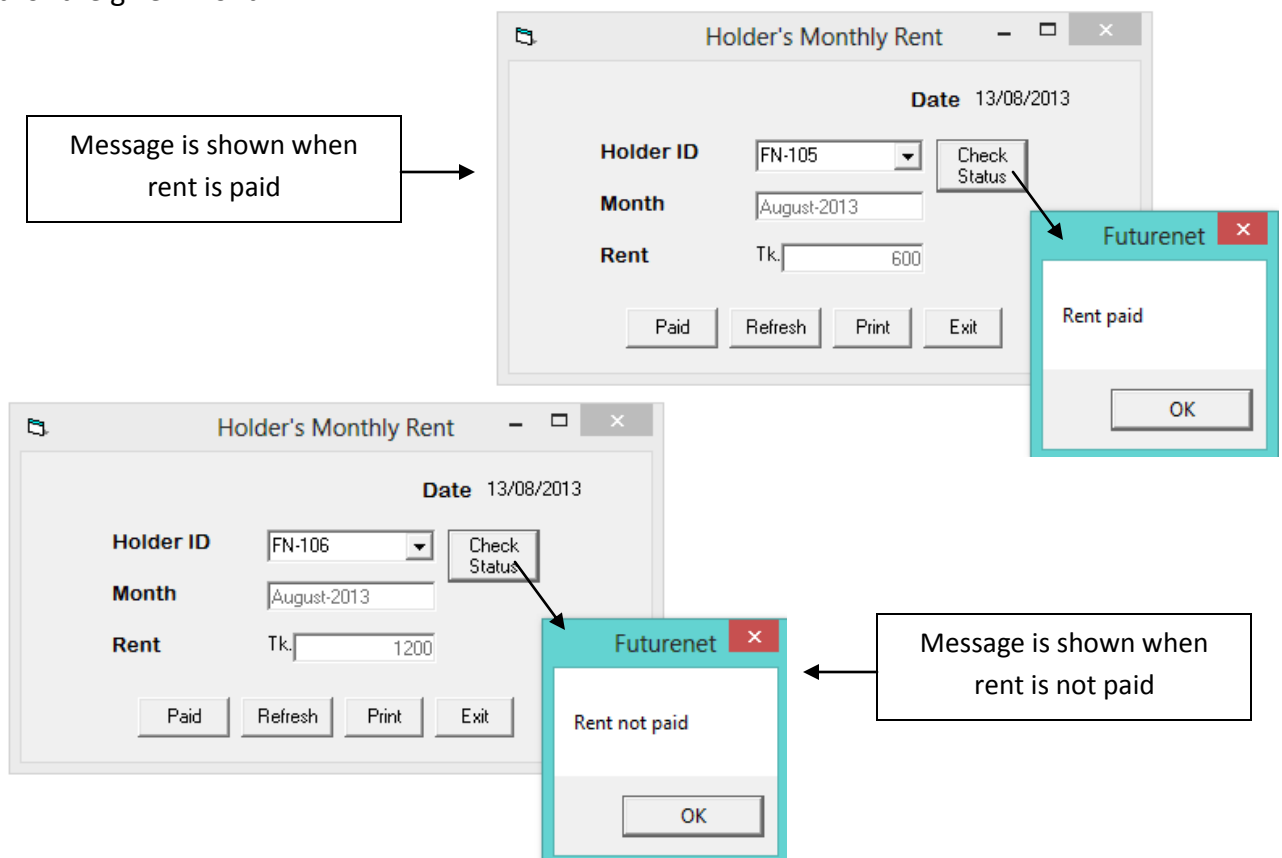 Holder's Monthly Rent
Date 13/08/2013
Message is shown when
rent is paid
Holder ID FN-105 Check
Status
Month August-2013
Rent Tk. 600
Paid Refresh Print Exit
Futurenet
Rent paid
OK
Holder's Monthly Rent
Date 13/08/2013
Holder ID FN-106 Check
Status
Month August-2013
Rent Tk. 1200
Paid Refresh Print Exit
Futurenet
Rent not paid
OK
Message is shown when
rent is not paid